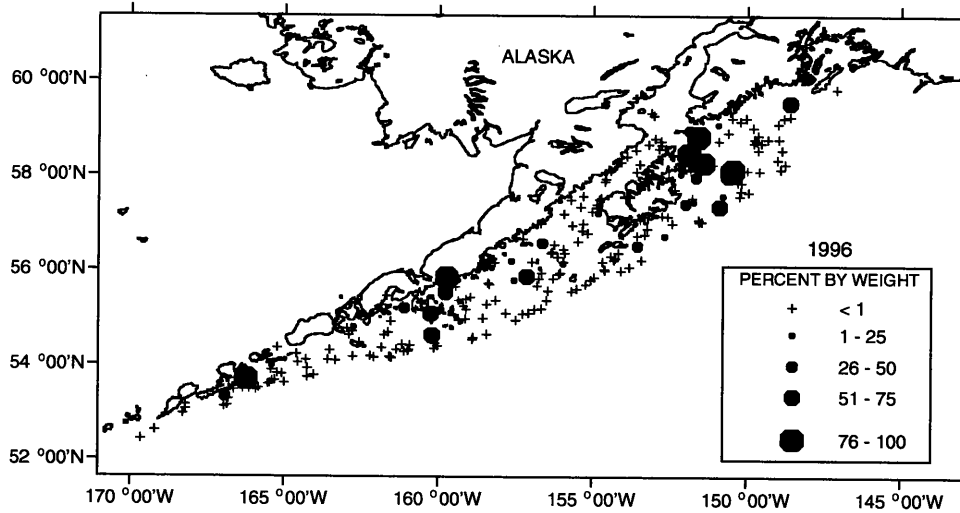 ALASKA
60 °00'N
58 °00'N
56 °00'N
54 °00'N
52 °00'N
1996
PERCENT BY WEIGHT
< 1
1 - 25
26 - 50
51 - 75
76 - 100
170 °00'W 165 °00'W 160 °00'W 155 °00'W 150 °00'W 145 °00'W